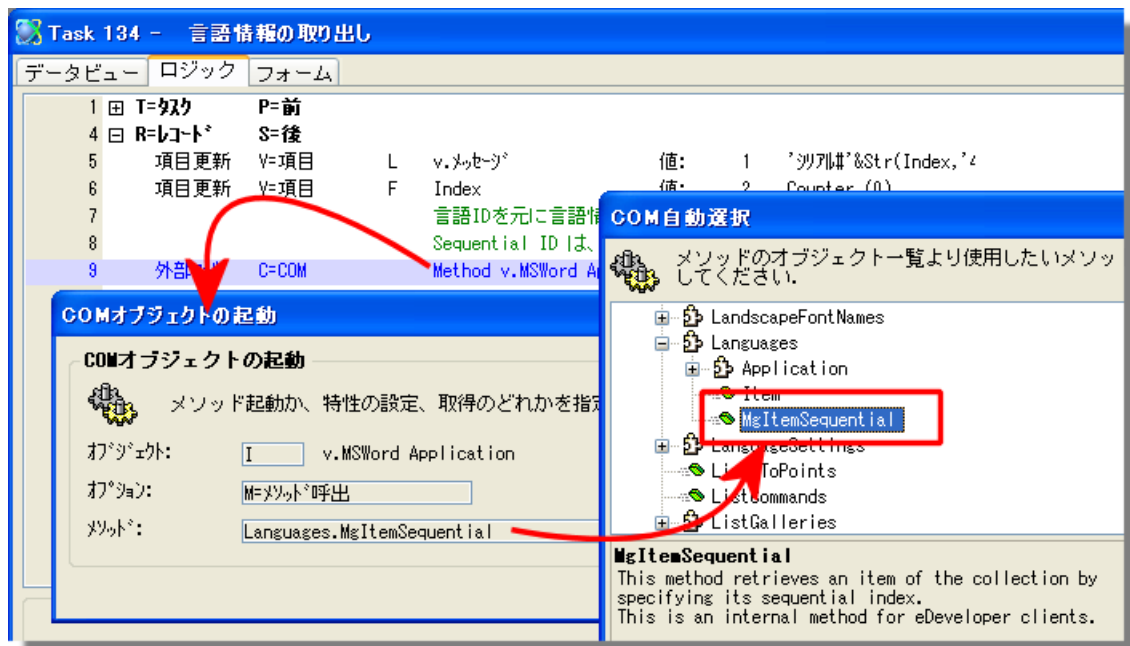 Task 134 - 言語情報の取り出し
データビュー ロジック フォーム
1 T=ﾀｽｸ P=前
4 R=ﾚｺｰﾄﾞ S=後
5 項目更新 V=項目 L v.ﾒｯｾｰｼﾞ 値: 1 'ｼﾘｱﾙ#'&Str(Index,'4
6 項目更新 V=項目 F Index 値: 2 Counter (0)
7 言語IDを元に言語情
8 Sequential ID は、
9 外部 C=COM Method v.MSWord A
COMオブジェクトの起動
COMオブジェクトの起動
メソッド起動か、特性の設定、取得のどれかを指定
ｵﾌﾞｼﾞｪｸﾄ: I v.MSWord Application
ｵﾌﾟｼｮﾝ: M=ﾒｿｯﾄﾞ呼出
ﾒｿｯﾄﾞ: Languages.MgItemSequential
COM自動選択
メソッドのオブジェクト一覧より使用したいメソッ
してください.
LandscapeFontNames
Languages
Application
Item
MgItemSequential
LanguageSettings
ToPoints
ListCommands
ListGalleries
MgItemSequential
This method retrieves an item of the collection by
specifying its sequential index.
This is an internal method for eDeveloper clients.